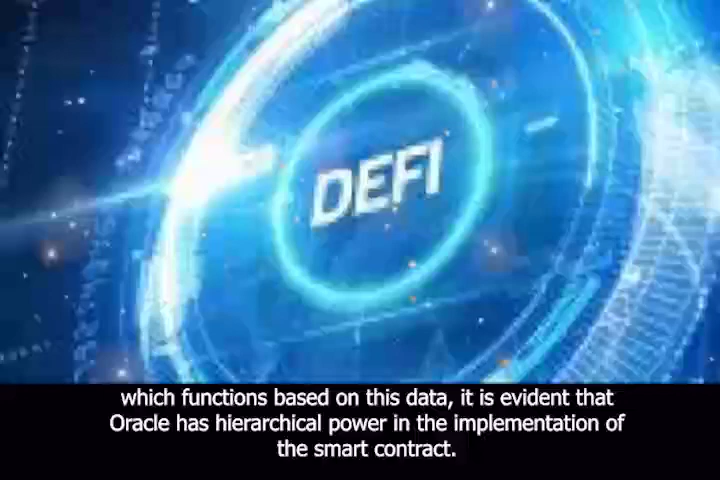 DEFI
which functions based on this data, it is evident that
Oracle has hierarchical power in the implementation of
the smart contract.